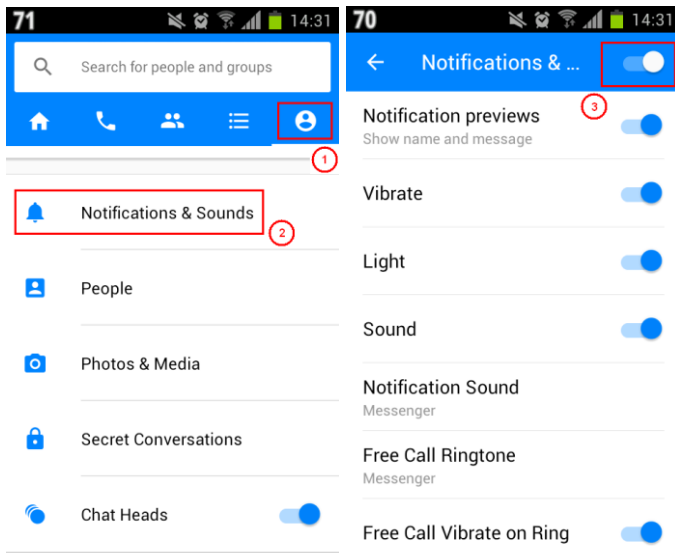 71
14:31
Search for people and groups
1
Notifications & Sounds
2
People
Photos & Media
Secret Conversations
Chat Heads
70
14:31
Notifications & ...
3
Notification previews
Show name and message
Vibrate
Light
Sound
Notification Sound
Messenger
Free Call Ringtone
Messenger
Free Call Vibrate on Ring